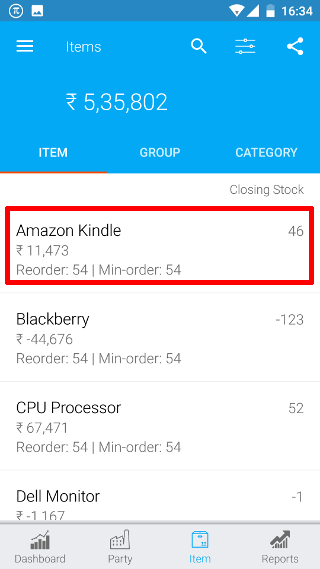 16:34
Items
₹ 5,35,802
ITEM GROUP CATEGORY
Closing Stock
Amazon Kindle 46
₹ 11,473
Reorder: 54 | Min-order: 54
Blackberry -123
₹ -44,676
Reorder: 54 | Min-order: 54
CPU Processor 52
₹ 67,471
Reorder: 54 | Min-order: 54
Dell Monitor -1
₹ -1,167
Dashboard Party Item Reports